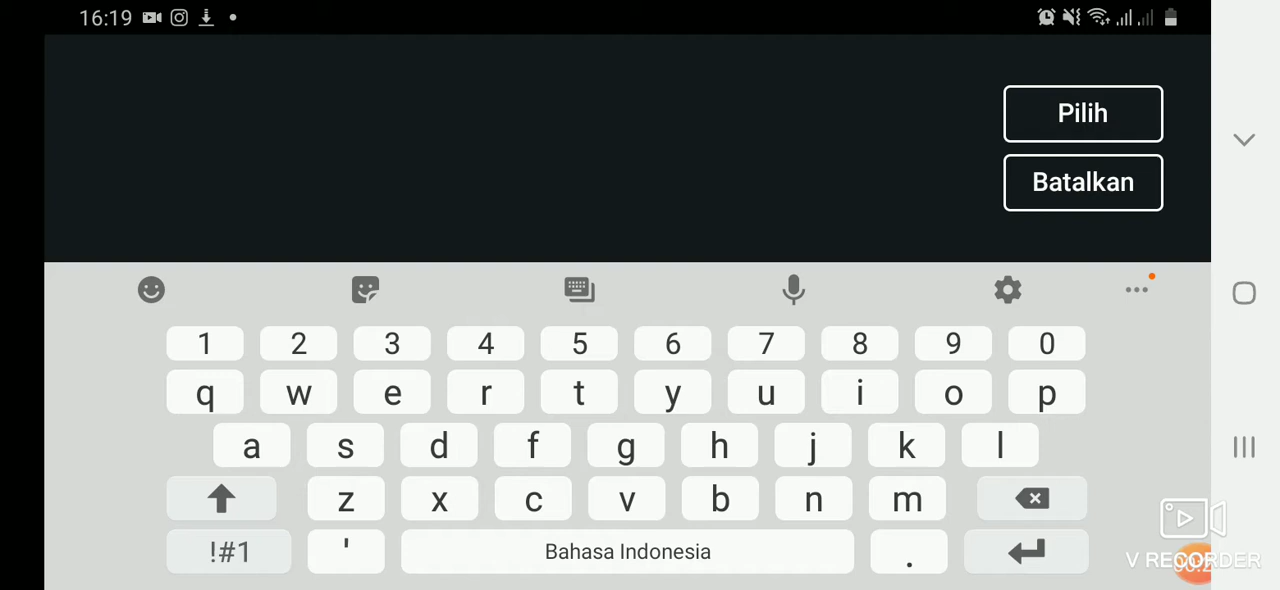 16:19
Pilih
Batalkan
1 2 3 4 5 6 7 8 9 0
q w e r t y u i o p
a s d f g h j k l
z x c v b n m
!#1 ' Bahasa Indonesia .
V RECORDER